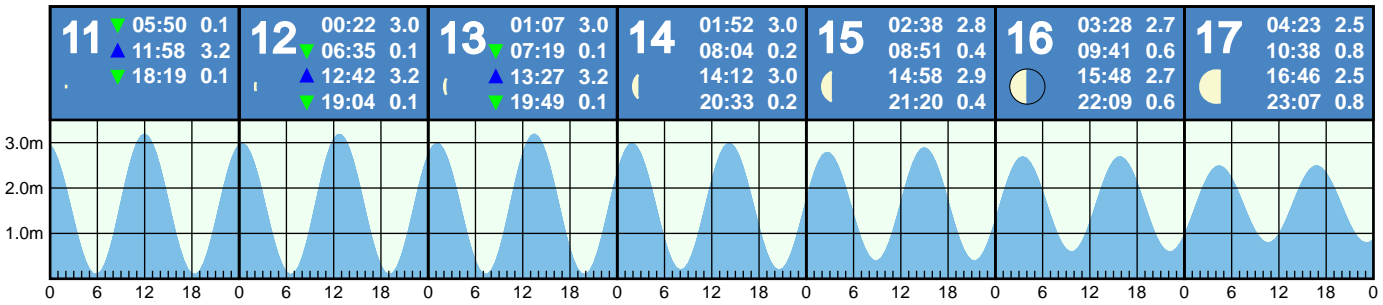 11
▼ 05:50 0.1
▲ 11:58 3.2
▼ 18:19 0.1
12
00:22 3.0
▼ 06:35 0.1
▲ 12:42 3.2
▼ 19:04 0.1
13
01:07 3.0
▼ 07:19 0.1
▲ 13:27 3.2
▼ 19:49 0.1
14
01:52 3.0
08:04 0.2
14:12 3.0
20:33 0.2
15
02:38 2.8
08:51 0.4
14:58 2.9
21:20 0.4
16
03:28 2.7
09:41 0.6
15:48 2.7
22:09 0.6
17
04:23 2.5
10:38 0.8
16:46 2.5
23:07 0.8
3.0m
2.0m
1.0m
0 6 12 18 0 6 12 18 0 6 12 18 0 6 12 18 0 6 12 18 0 6 12 18 0 6 12 18 0